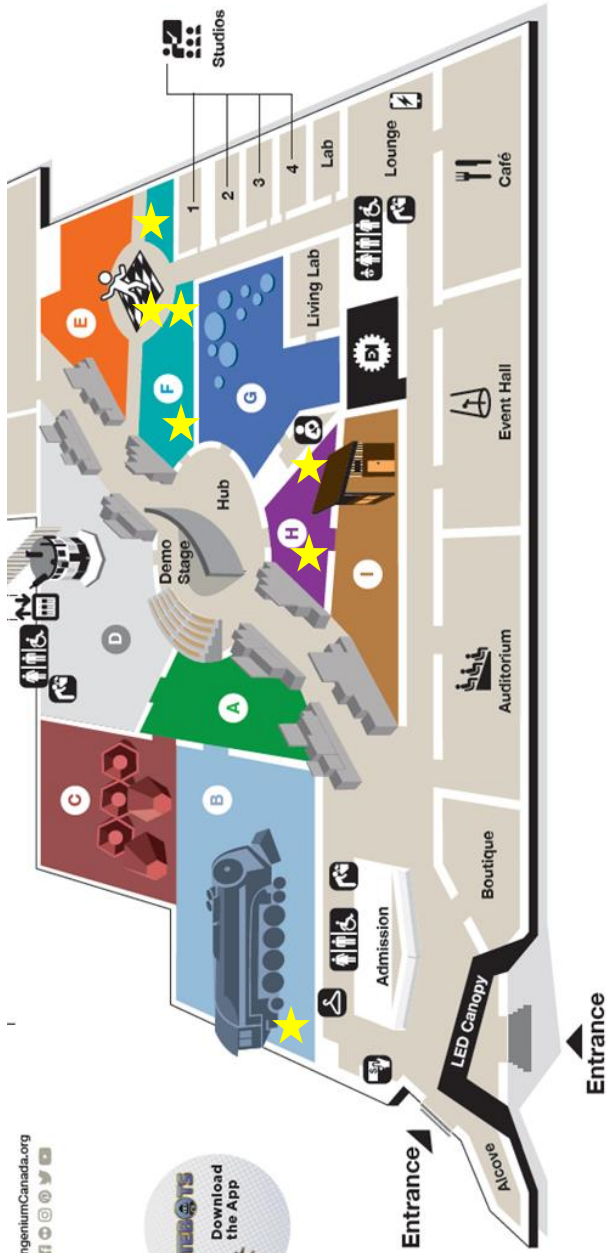 ngeniumCanada.org
TEBOTS
Download
the App
Entrance
Alcove
LED Canopy
Entrance
Admission
Boutique
Auditorium
Event Hall
Café
Lounge
Lab
4
3
2
1
Studios
Living Lab
Hub
Demo
Stage
A
B
C
D
E
F
G
H
I